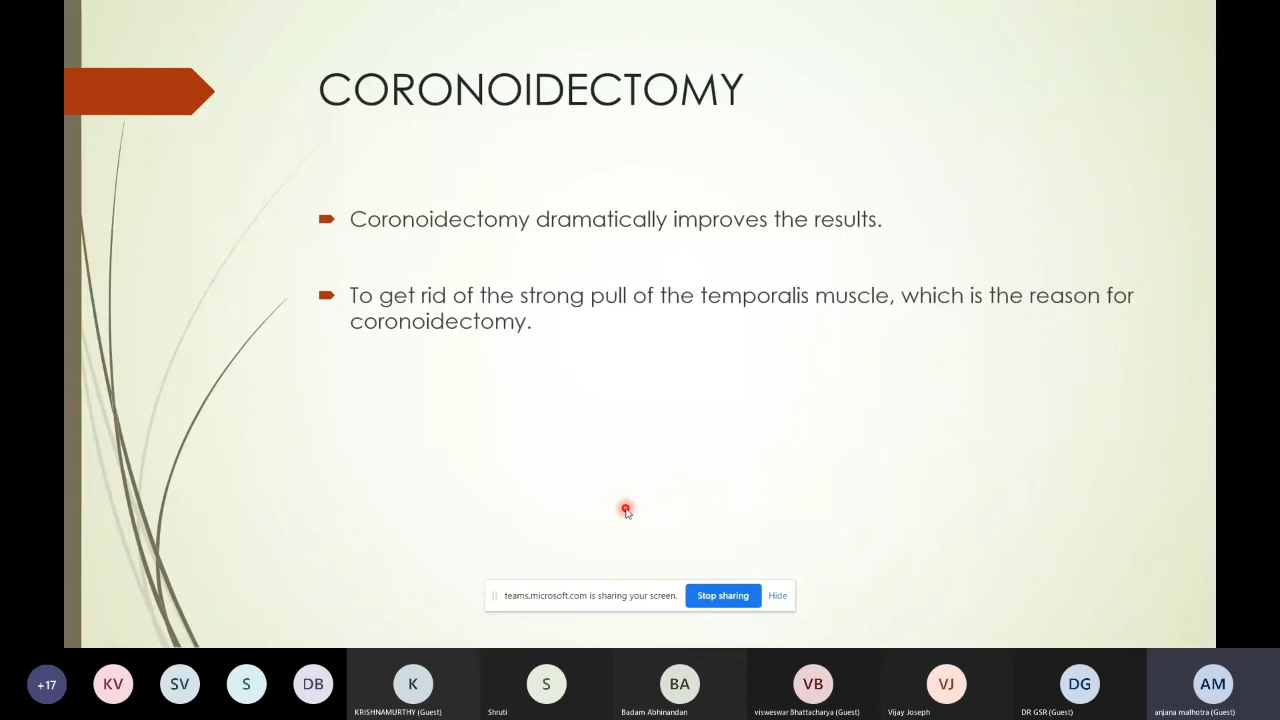 CORONOIDECTOMY
Coronoidectomy dramatically improves the results.
To get rid of the strong pull of the temporalis muscle, which is the reason for
coronoidectomy.
teams.microsoft.com is sharing your screen.
Stop sharing
Hide
+17
KV
SV
S
DB
K
S
BA
VB
VJ
DG
AM
KRISHNAMURTHY (Guest)
Shruti
Badam Abhinandan
visweswar Bhattacharya (Guest)
Vijay Joseph
DR GSR (Guest)
anjana malhotra (Guest)